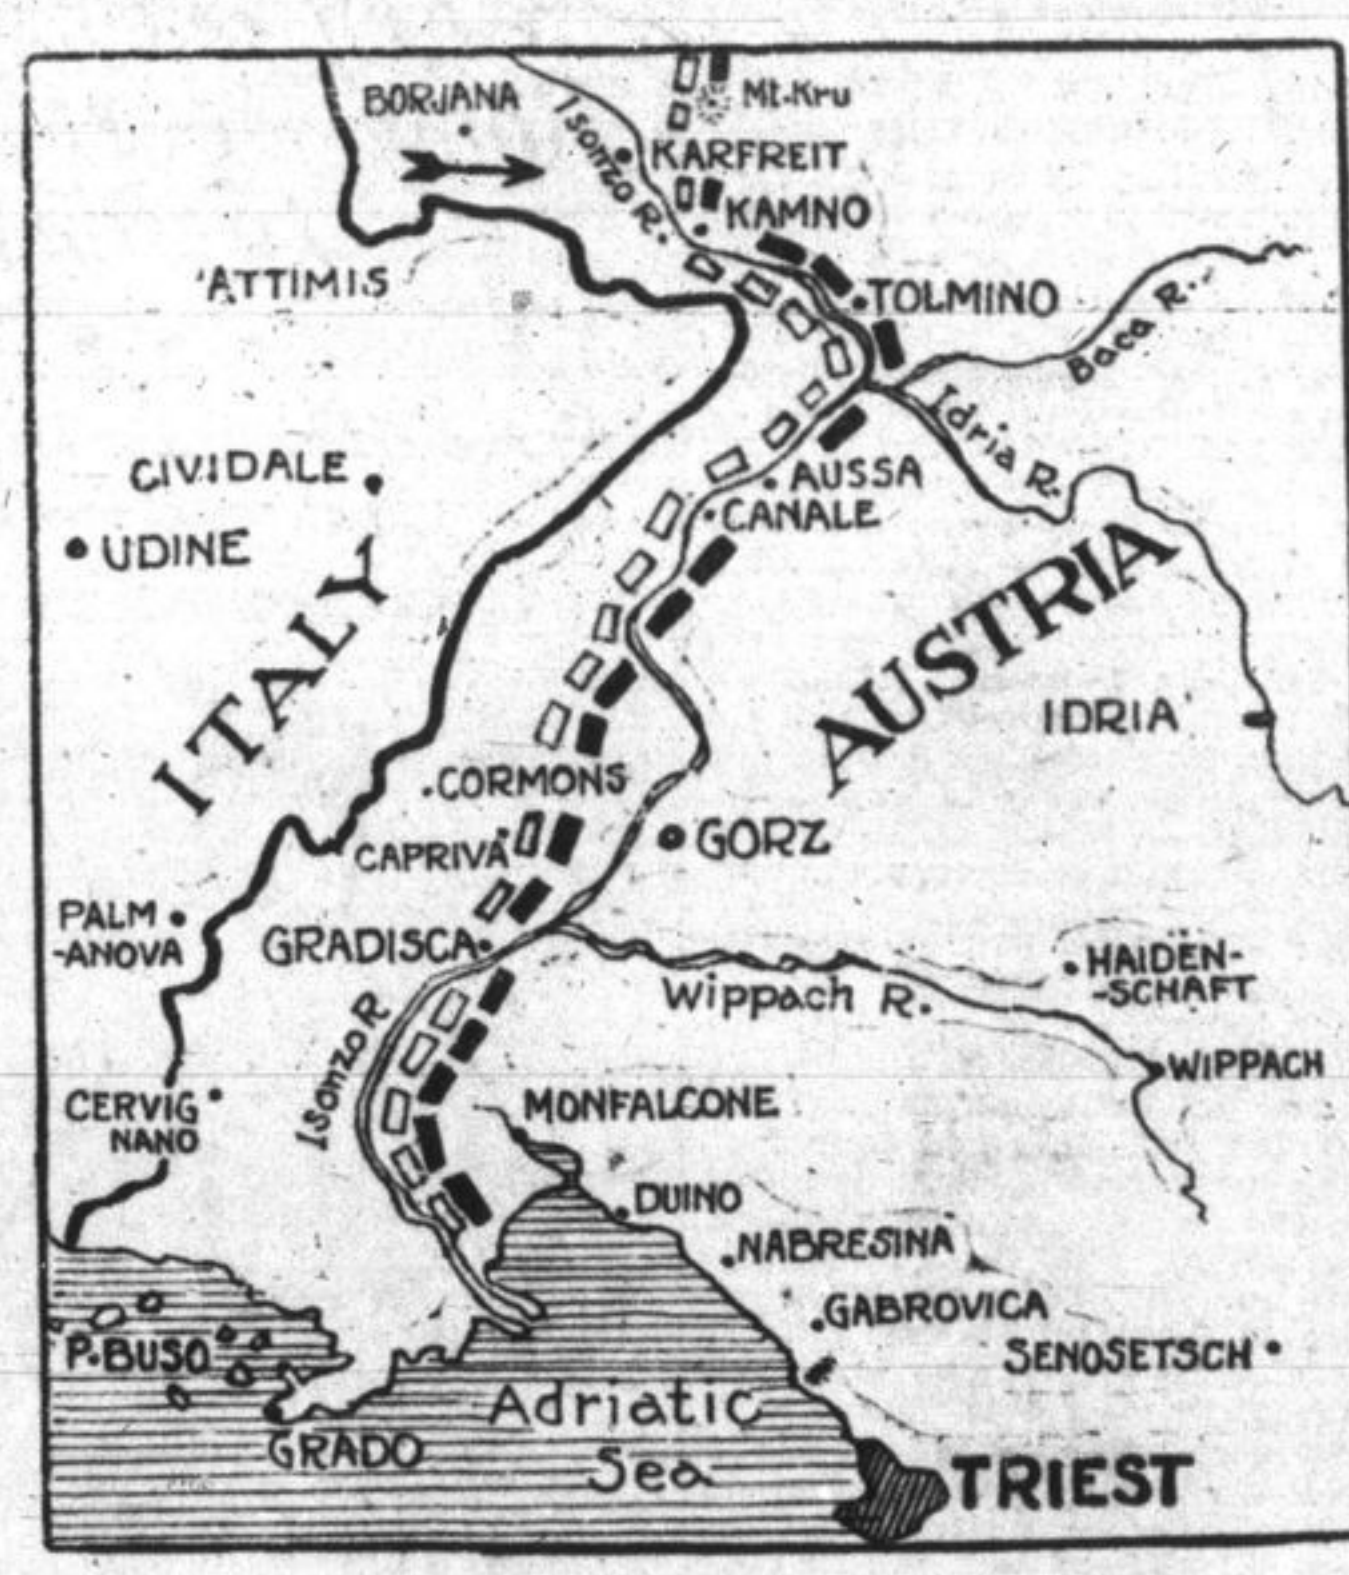 BORJANA
Mt. Kru
Isonzo R.
KARFREIT
KAMNO
'ATTIMIS
TOLMINO
Baca R.
Idria R.
CIVIDALE
UDINE
AUSSA
CANALE
ITALY
AUSTRIA
IDRIA
CORMONS
CAPRIVA
GORZ
PALM
-ANOVA
GRADISCA
HAIDEN-
-SCHAFT
Wippach R.
Isonzo R
WIPPACH
CERVIG
NANO
MONFALCONE
DUINO
NABRESINA
GABROVICA
SENOSETSCH
P. BUSO
Adriatic
Sea
GRADO
TRIEST